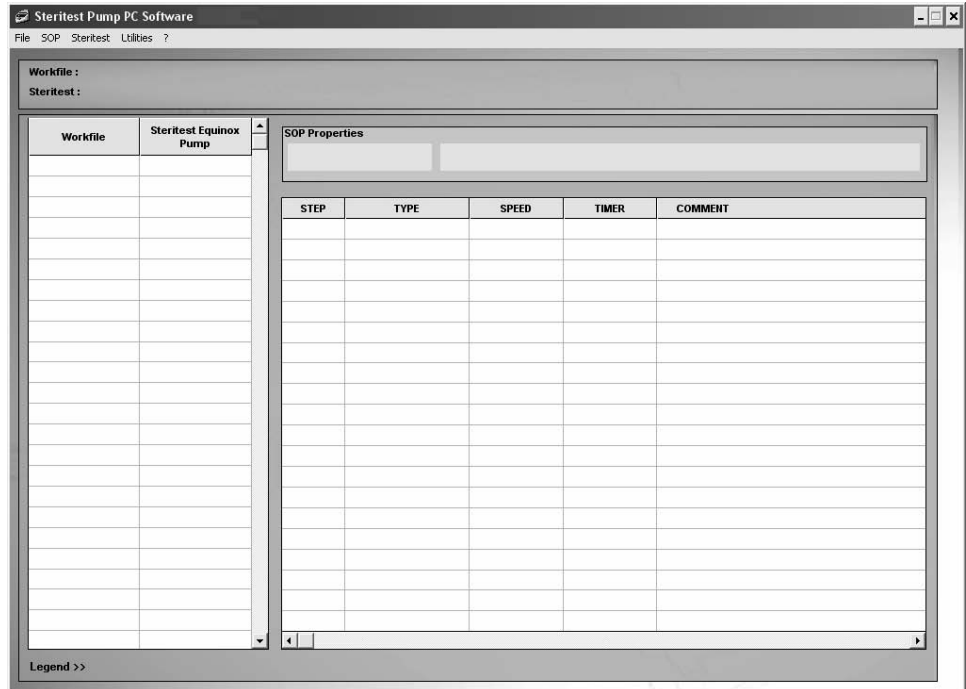 Steritest Pump PC Software
File SOP Steritest Utilities ?
Workfile :
Steritest :
Workfile
Steritest Equinox
Pump
SOP Properties
STEP TYPE SPEED TIMER COMMENT
Legend >>